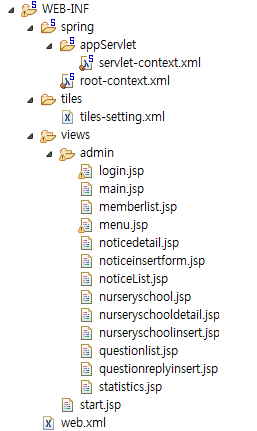 WEB-INF
spring
appServlet
servlet-context.xml
root-context.xml
tiles
tiles-setting.xml
views
admin
login.jsp
main.jsp
memberlist.jsp
menu.jsp
noticedetail.jsp
noticeinsertform.jsp
noticeList.jsp
nurseryschool.jsp
nurseryschooldetail.jsp
nurseryschoolinsert.jsp
questionlist.jsp
questionreplyinsert.jsp
statistics.jsp
start.jsp
web.xml